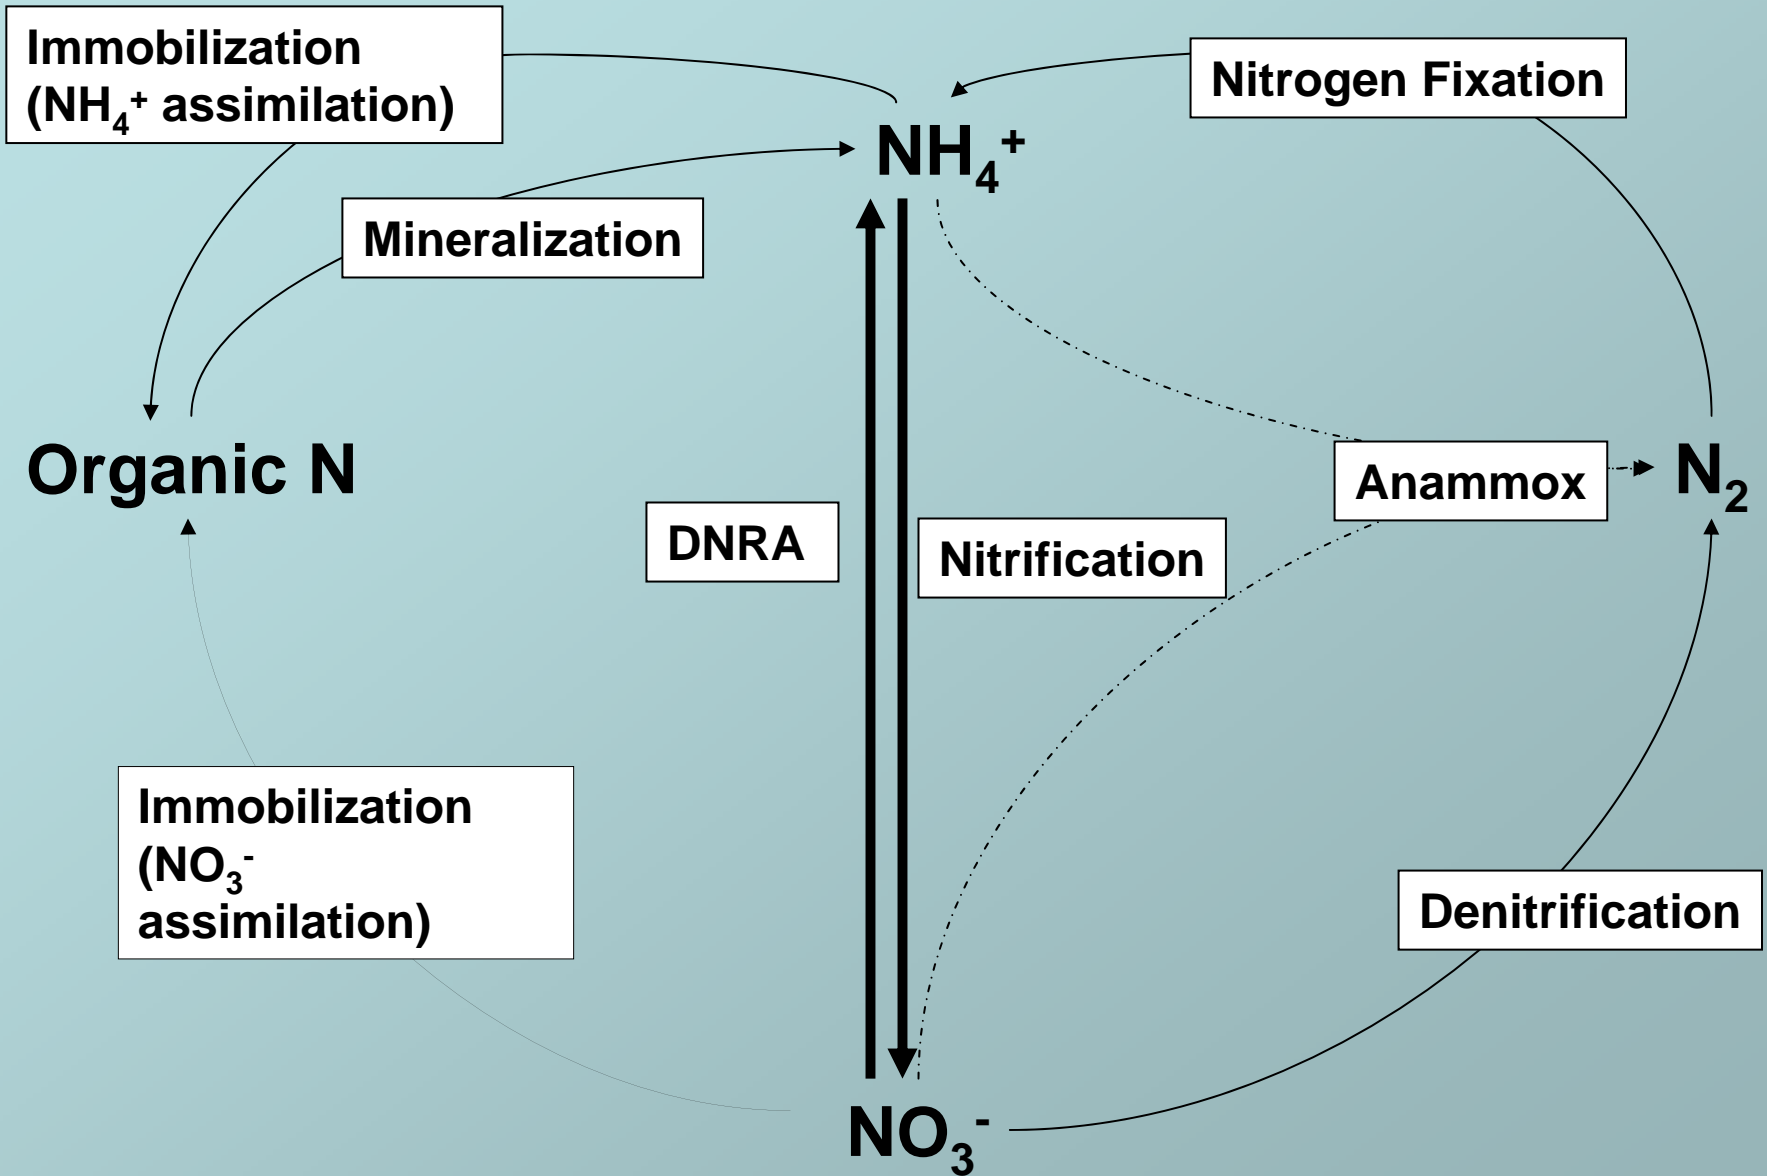 Immobilization
(NH₄⁺ assimilation)
Nitrogen Fixation
NH₄⁺
Mineralization
Organic N
Anammox
N₂
DNRA
Nitrification
Immobilization
(NO₃⁻
assimilation)
Denitrification
NO₃⁻